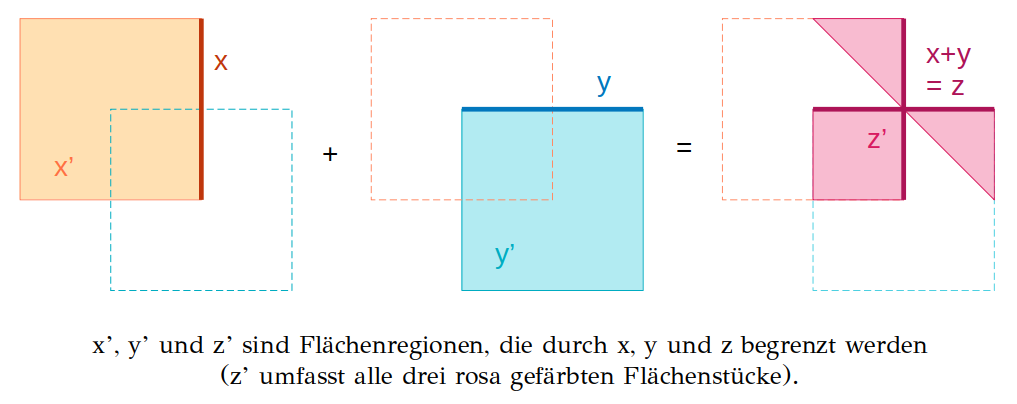 x
x'
+
y
y'
=
x+y
= z
z'
x’, y’ und z’ sind Flächenregionen, die durch x, y und z begrenzt werden
(z’ umfasst alle drei rosa gefärbten Flächenstücke).